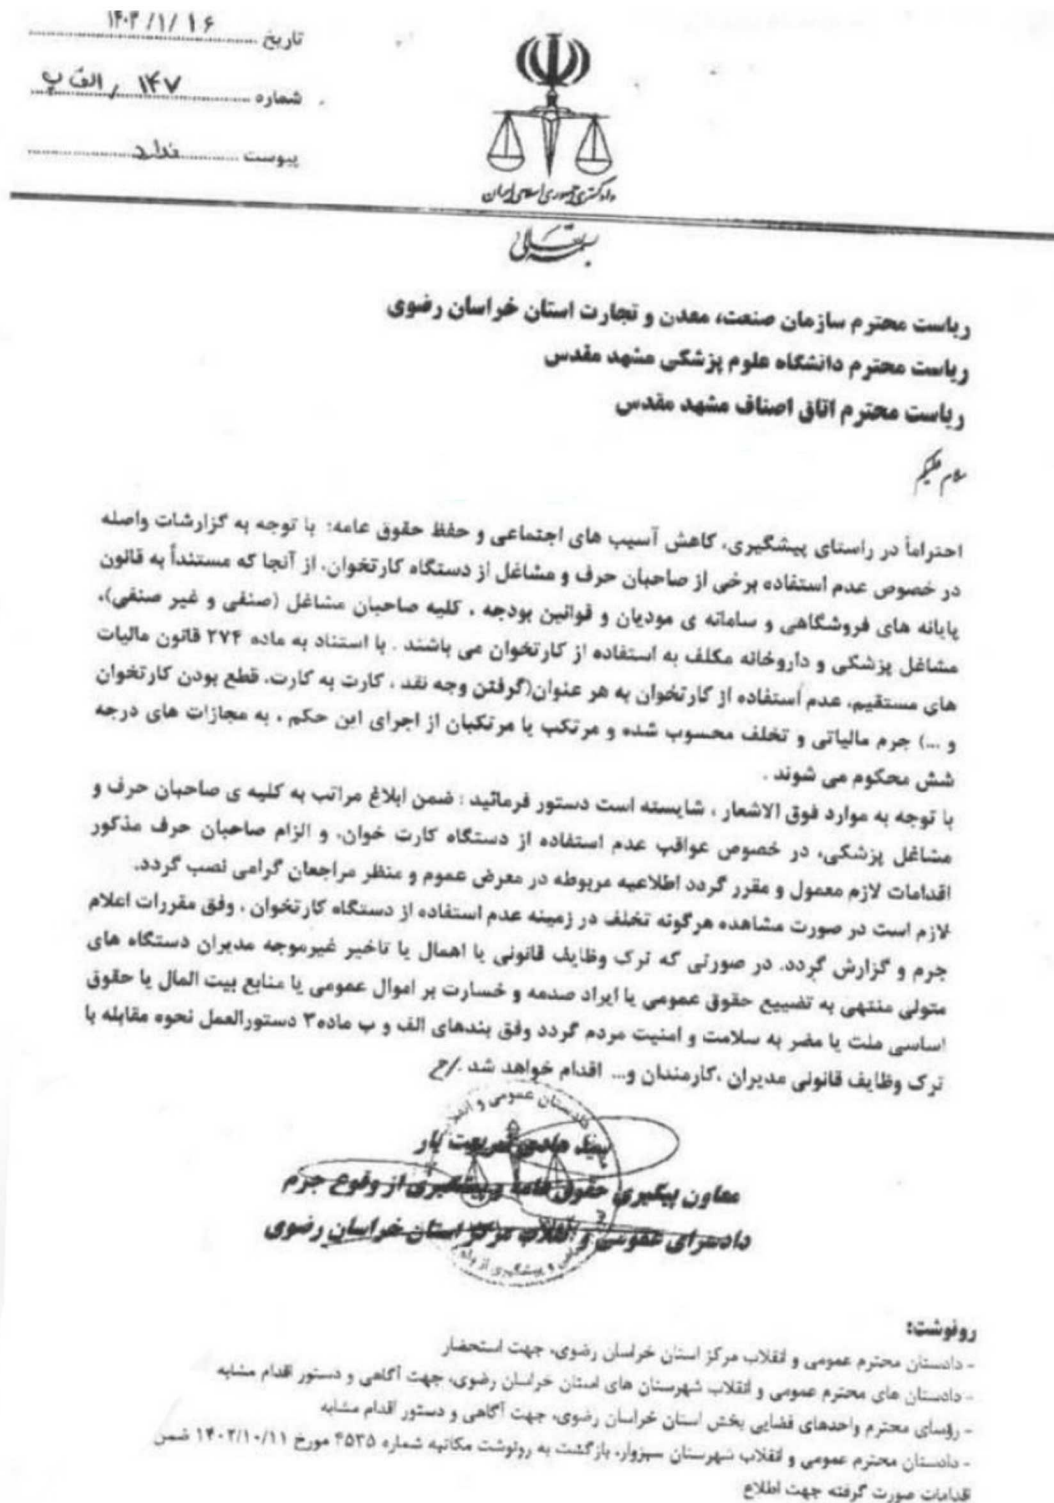 تاریخ ۱۴۰۳/۱/۱۶
شماره ۱۴۷/الف پ
پیوست ندارد
دادگستری جمهوری اسلامی ایران
بسمه تعالی
ریاست محترم سازمان صنعت، معدن و تجارت استان خراسان رضوی
ریاست محترم دانشگاه علوم پزشکی مشهد مقدس
ریاست محترم اتاق اصناف مشهد مقدس
سلام علیکم
احتراماً در راستای پیشگیری، کاهش آسیب های اجتماعی و حفظ حقوق عامه؛ با توجه به گزارشات واصله
در خصوص عدم استفاده برخی از صاحبان حرف و مشاغل از دستگاه کارتخوان، از آنجا که مستنداً به قانون
پایانه های فروشگاهی و سامانه ی مودیان و قوانین بودجه ، کلیه صاحبان مشاغل (صنفی و غیر صنفی)،
مشاغل پزشکی و داروخانه مکلف به استفاده از کارتخوان می باشند . با استناد به ماده ۲۷۴ قانون مالیات
های مستقیم، عدم استفاده از کارتخوان به هر عنوان(گرفتن وجه نقد ، کارت به کارت، قطع بودن کارتخوان
و ...) جرم مالیاتی و تخلف محسوب شده و مرتکب یا مرتکبان از اجرای این حکم ، به مجازات های درجه
شش محکوم می شوند .
با توجه به موارد فوق الاشعار ، شایسته است دستور فرمائید : ضمن ابلاغ مراتب به کلیه ی صاحبان حرف و
مشاغل پزشکی، در خصوص عواقب عدم استفاده از دستگاه کارت خوان، و الزام صاحبان حرف مذکور
اقدامات لازم معمول و مقرر گردد اطلاعیه مربوطه در معرض عموم و منظر مراجعان گرامی نصب گردد.
لازم است در صورت مشاهده هرگونه تخلف در زمینه عدم استفاده از دستگاه کارتخوان ، وفق مقررات اعلام
جرم و گزارش گردد. در صورتی که ترک وظایف قانونی یا اهمال یا تاخیر غیرموجه مدیران دستگاه های
متولی منتهی به تضییع حقوق عمومی یا ایراد صدمه و خسارت بر اموال عمومی یا منابع بیت المال یا حقوق
اساسی ملت یا مضر به سلامت و امنیت مردم گردد وفق بندهای الف و ب ماده۳ دستورالعمل نحوه مقابله با
ترک وظایف قانونی مدیران ،کارمندان و... اقدام خواهد شد ./ح
سید هادی شریعت یار
معاون پیگیری حقوق عامه و پیشگیری از وقوع جرم
دادسرای عمومی و انقلاب مرکز استان خراسان رضوی
رونوشت:
- دادستان محترم عمومی و انقلاب مرکز استان خراسان رضوی، جهت استحضار
- دادستان های محترم عمومی و انقلاب شهرستان های استان خراسان رضوی، جهت آگاهی و دستور اقدام مشابه
- رؤسای محترم واحدهای قضایی بخش استان خراسان رضوی، جهت آگاهی و دستور اقدام مشابه
- دادستان محترم عمومی و انقلاب شهرستان سبزوار، بازگشت به رونوشت مکاتبه شماره ۴۵۳۵ مورخ ۱۴۰۲/۱۰/۱۱ ضمن
اقدامات صورت گرفته جهت اطلاع